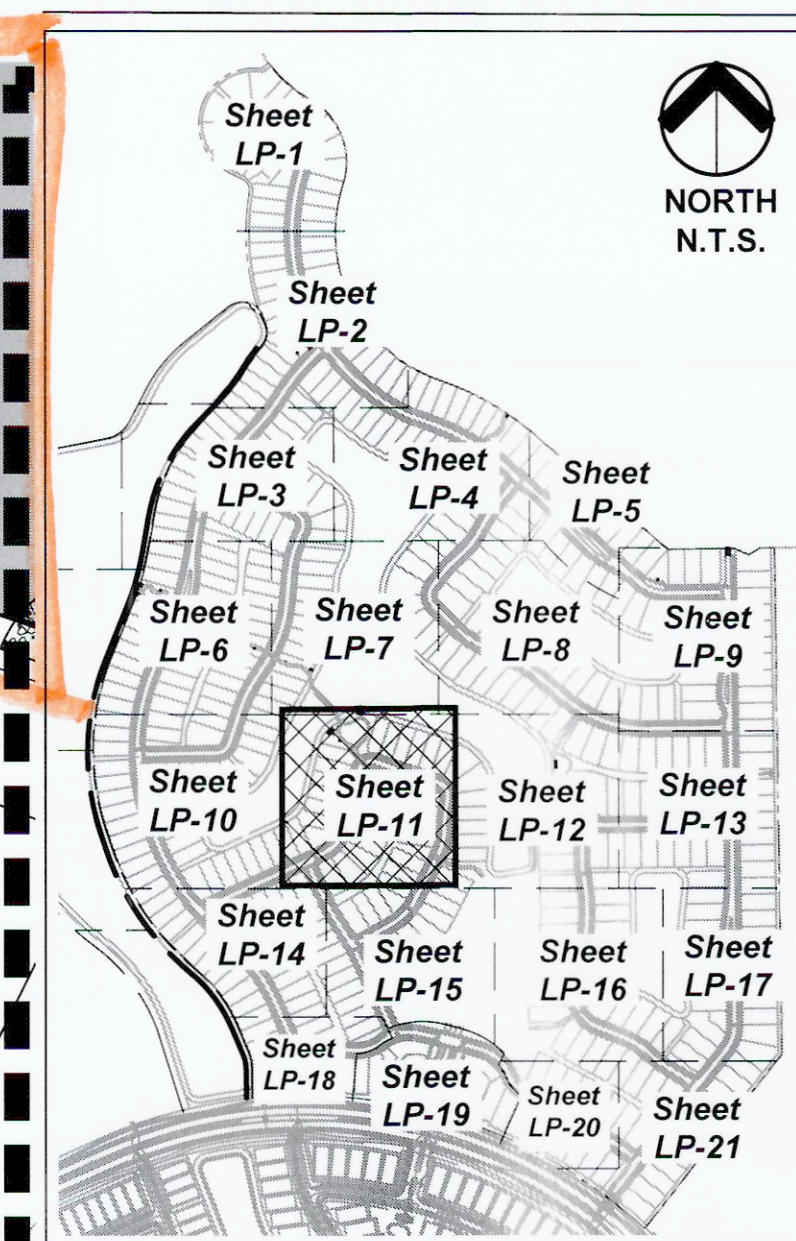 Sheet
LP-1
NORTH
N.T.S.
Sheet
LP-2
Sheet
LP-3
Sheet
LP-4
Sheet
LP-5
Sheet
LP-6
Sheet
LP-7
Sheet
LP-8
Sheet
LP-9
Sheet
LP-10
Sheet
LP-11
Sheet
LP-12
Sheet
LP-13
Sheet
LP-14
Sheet
LP-15
Sheet
LP-16
Sheet
LP-17
Sheet
LP-18
Sheet
LP-19
Sheet
LP-20
Sheet
LP-21